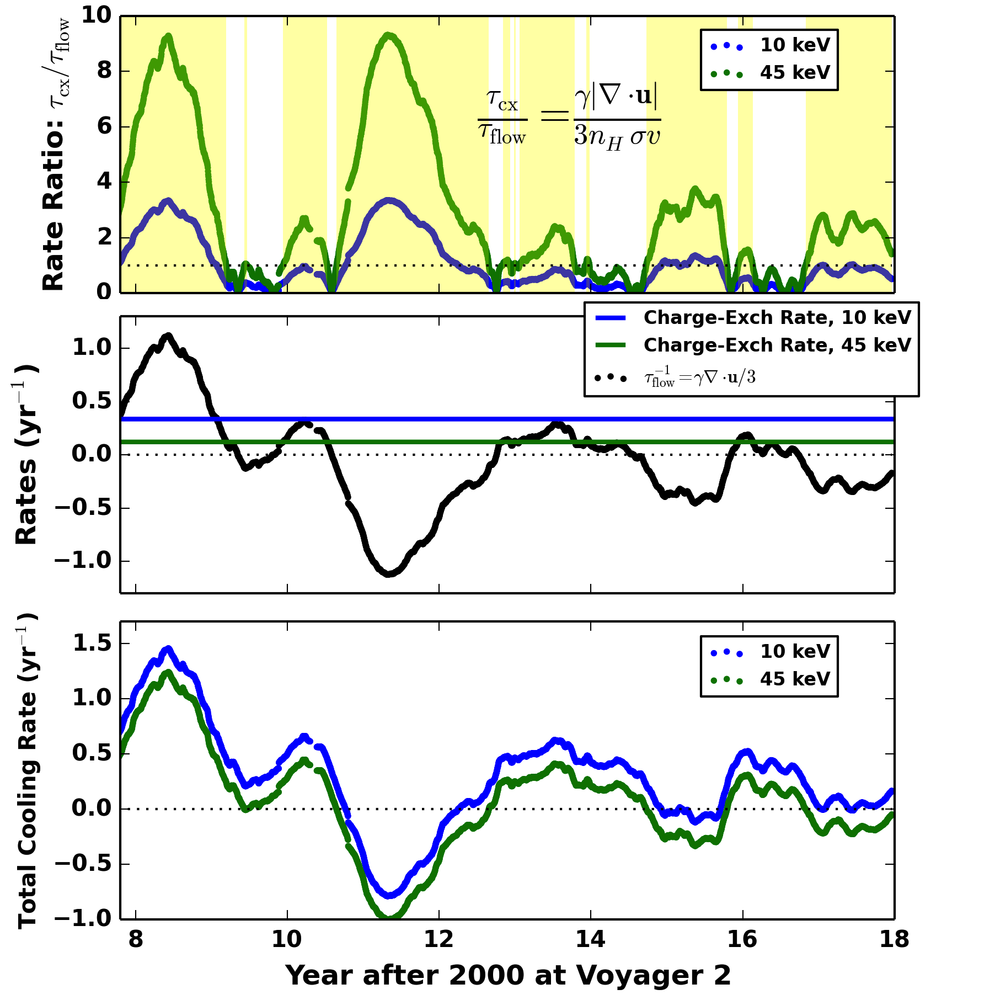 Rate Ratio: τcx/τflow
10
8
6
4
2
0
10 keV
45 keV
τcx/τflow = γ|∇·u|/3n_H σv
Rates (yr⁻¹)
1.0
0.5
0.0
−0.5
−1.0
Charge-Exch Rate, 10 keV
Charge-Exch Rate, 45 keV
τ⁻¹flow = γ∇·u/3
Total Cooling Rate (yr⁻¹)
1.5
1.0
0.5
0.0
−0.5
−1.0
10 keV
45 keV
8 10 12 14 16 18
Year after 2000 at Voyager 2